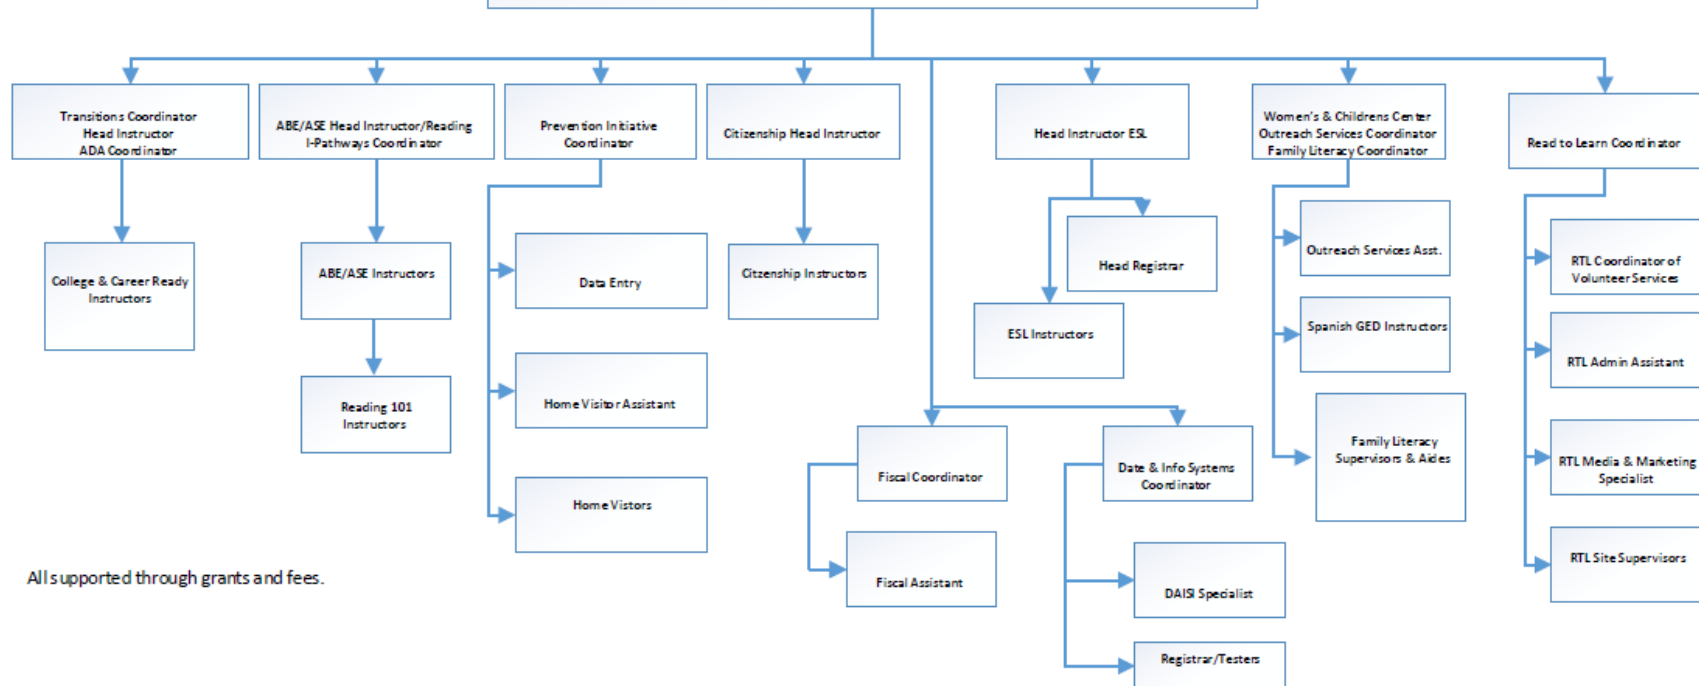 Transitions Coordinator
Head Instructor
ADA Coordinator
ABE/ASE Head Instructor/Reading
I-Pathways Coordinator
Prevention Initiative
Coordinator
Citizenship Head Instructor
Head Instructor ESL
Women's & Childrens Center
Outreach Services Coordinator
Family Literacy Coordinator
Read to Learn Coordinator
College & Career Ready
Instructors
ABE/ASE Instructors
Reading 101
Instructors
Data Entry
Home Visitor Assistant
Home Vistors
Citzenship Instructors
Head Registrar
ESL Instructors
Outreach Services Asst.
Spanish GED Instructors
Family Literacy
Supervisors & Aides
RTL Coordinator of
Volunteer Services
RTL Admin Assistant
RTL Media & Marketing
Specialist
RTL Site Supervisors
Fiscal Coordinator
Fiscal Assistant
Date & Info Systems
Coordinator
DAISI Specialist
Registrar/Testers
All supported through grants and fees.